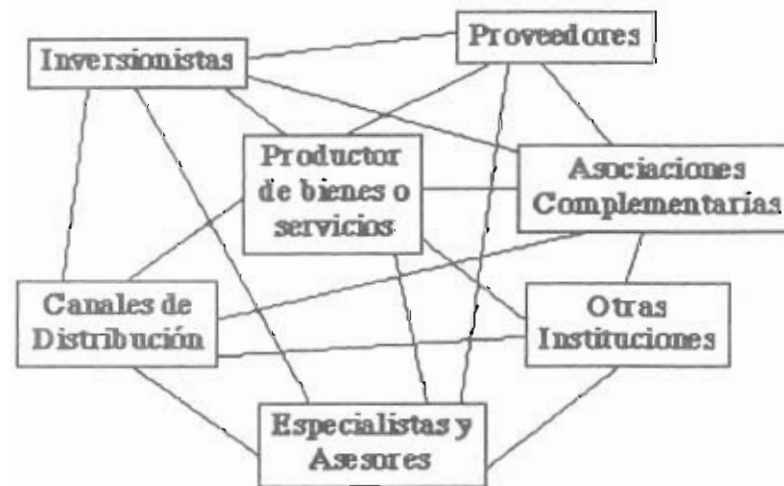 Inversionistas
Proveedores
Productor
de bienes o
servicios
Asociaciones
Complementarias
Canales de
Distribución
Otras
Instituciones
Especialistas y
Asesores